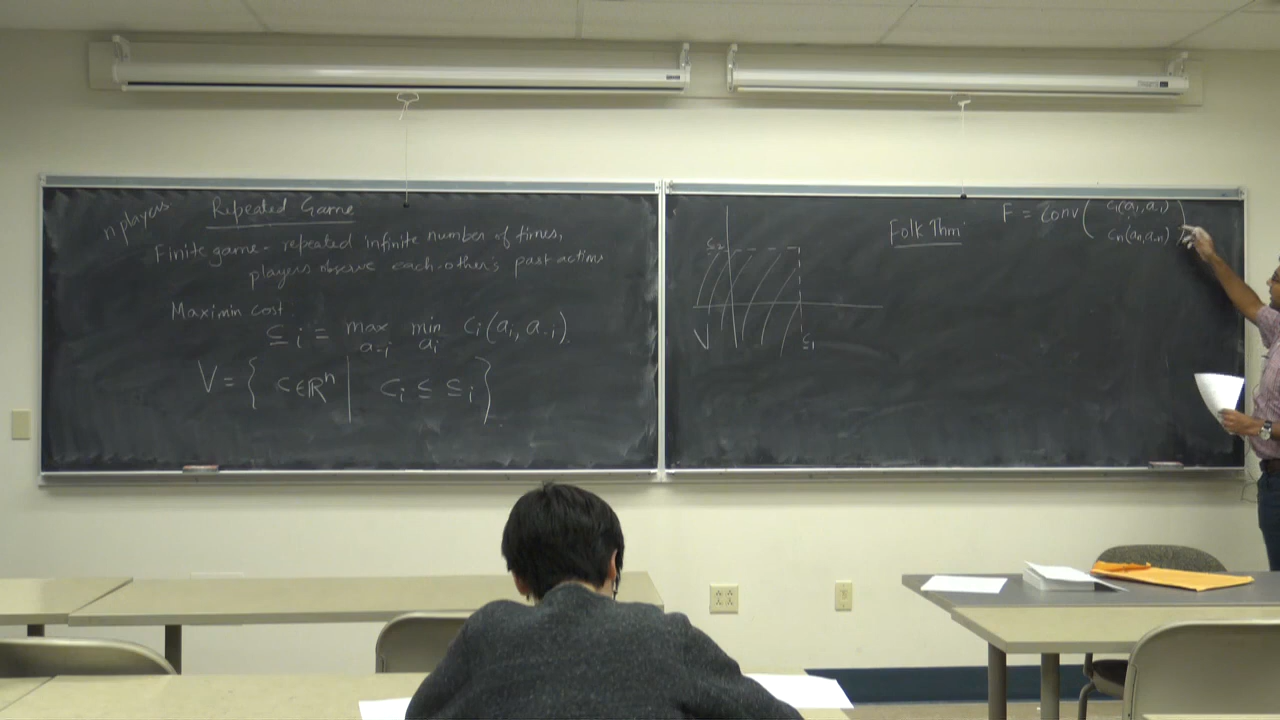 n players
Repeated Game
Finite game - repeated infinite number of times,
players observe each-other's past actions
Maximin cost
c̲ᵢ = max min cᵢ(aᵢ, a₋ᵢ).
a₋ᵢ aᵢ
V = { c ∈ ℝⁿ | cᵢ ≤ c̲ᵢ }
c̲₂
V
c̲₁
Folk Thm
F = Conv( c₁(a₁, a₋₁)
⋮
cₙ(aₙ, a₋ₙ) )